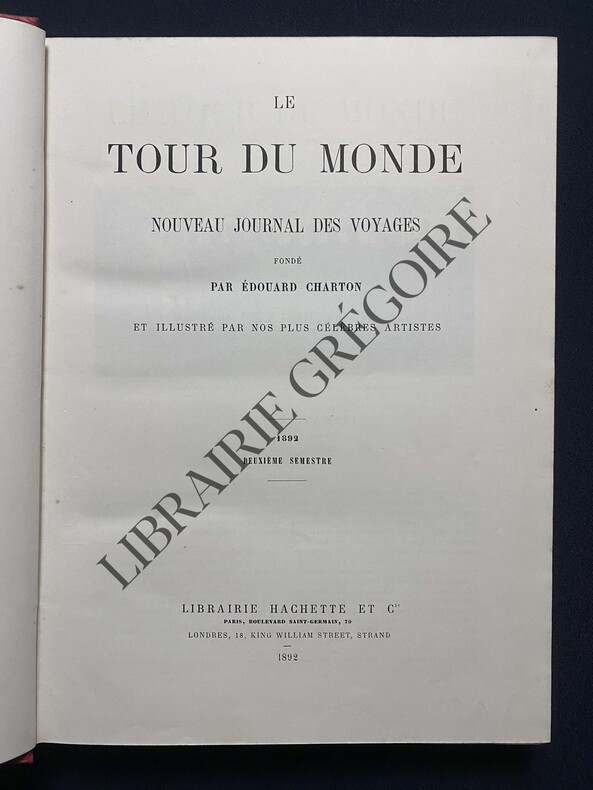 LE
TOUR DU MONDE
NOUVEAU JOURNAL DES VOYAGES
FONDÉ
PAR ÉDOUARD CHARTON
ET ILLUSTRÉ PAR NOS PLUS CÉLÈBRES ARTISTES
1892
DEUXIÈME SEMESTRE
LIBRAIRIE GRÉGOIRE
LIBRAIRIE HACHETTE ET Cie
PARIS, BOULEVARD SAINT-GERMAIN, 79
LONDRES, 18, KING WILLIAM STREET, STRAND
1892